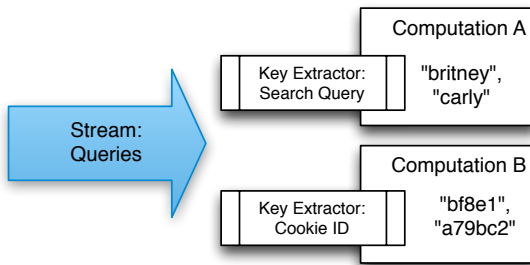 Stream:
Queries
Computation A
Key Extractor:
Search Query
"britney",
"carly"
Computation B
Key Extractor:
Cookie ID
"bf8e1",
"a79bc2"